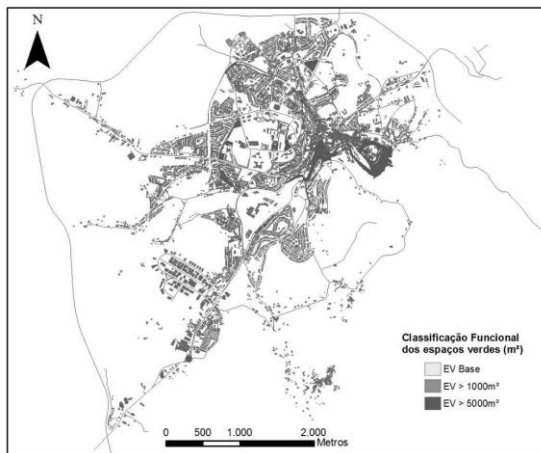 N
Classificação Funcional
dos espaços verdes (m²)
EV Base
EV > 1000m²
EV > 5000m²
0 500 1.000 2.000
Metros